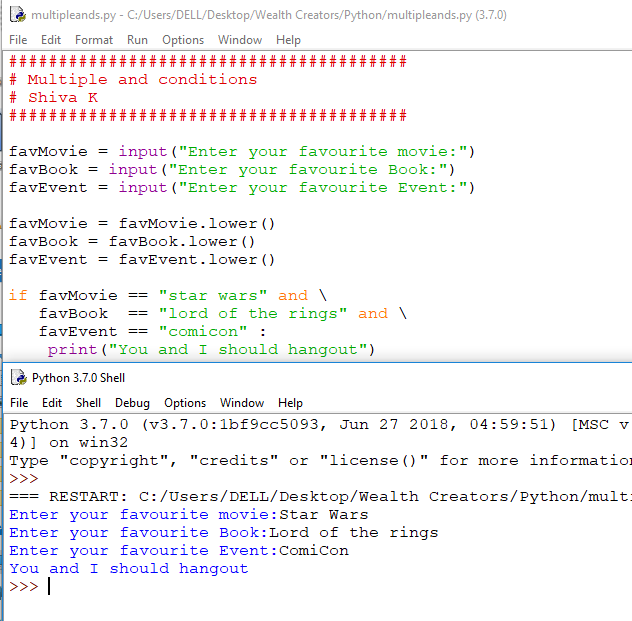 multipleands.py - C:/Users/DELL/Desktop/Wealth Creators/Python/multipleands.py (3.7.0)
File Edit Format Run Options Window Help
########################################
# Multiple and conditions
# Shiva K
########################################
favMovie = input("Enter your favourite movie:")
favBook = input("Enter your favourite Book:")
favEvent = input("Enter your favourite Event:")
favMovie = favMovie.lower()
favBook = favBook.lower()
favEvent = favEvent.lower()
if favMovie == "star wars" and \
   favBook  == "lord of the rings" and \
   favEvent == "comicon" :
    print("You and I should hangout")
Python 3.7.0 Shell
File Edit Shell Debug Options Window Help
Python 3.7.0 (v3.7.0:1bf9cc5093, Jun 27 2018, 04:59:51) [MSC v
4)] on win32
Type "copyright", "credits" or "license()" for more information
>>>
=== RESTART: C:/Users/DELL/Desktop/Wealth Creators/Python/multi
Enter your favourite movie:Star Wars
Enter your favourite Book:Lord of the rings
Enter your favourite Event:ComiCon
You and I should hangout
>>>